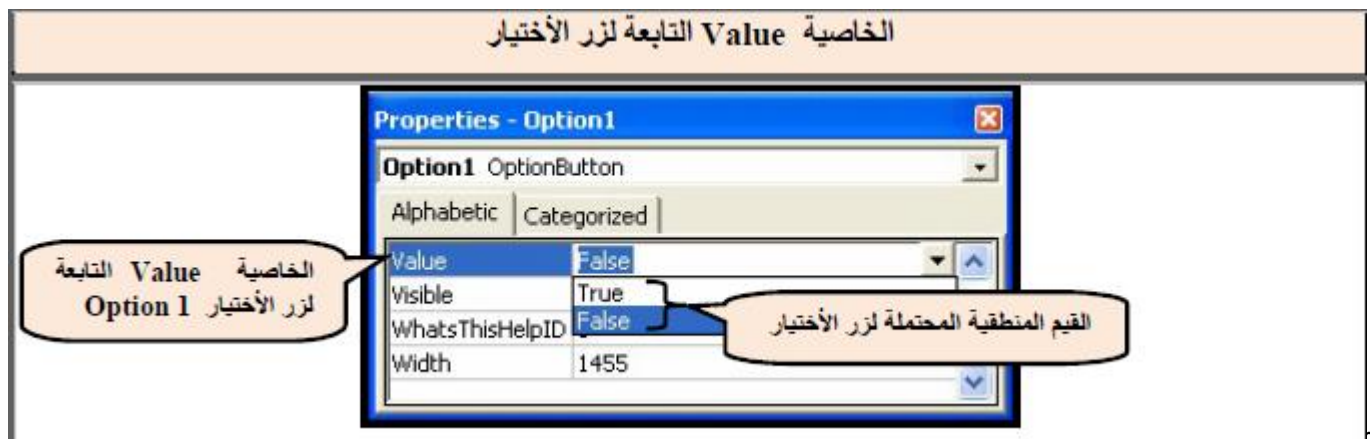 الخاصية Value التابعة لزر الأختيار
Properties - Option1
Option1 OptionButton
Alphabetic Categorized
Value False
Visible True
WhatsThisHelpID False
Width 1455
الخاصية Value التابعة
لزر الأختيار Option 1
القيم المنطقية المحتملة لزر الأختيار